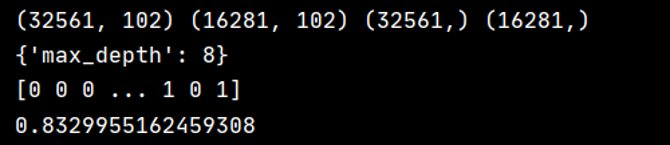 (32561, 102) (16281, 102) (32561,) (16281,)
{'max_depth': 8}
[0 0 0 ... 1 0 1]
0.8329955162459308